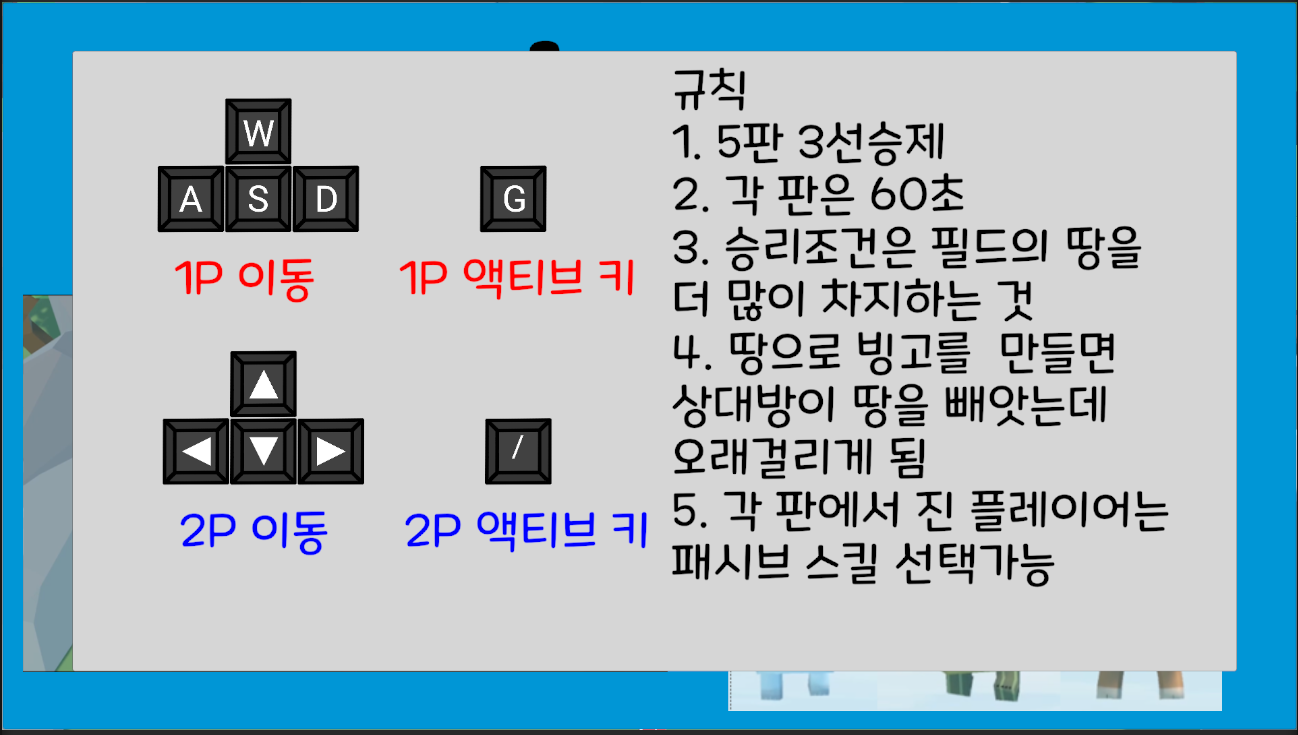 W
A S D
G
1P 이동
1P 액티브 키
▲
◀ ▼ ▶
/
2P 이동
2P 액티브 키
규칙
1. 5판 3선승제
2. 각 판은 60초
3. 승리조건은 필드의 땅을
더 많이 차지하는 것
4. 땅으로 빙고를 만들면
상대방이 땅을 빼앗는데
오래걸리게 됨
5. 각 판에서 진 플레이어는
패시브 스킬 선택가능